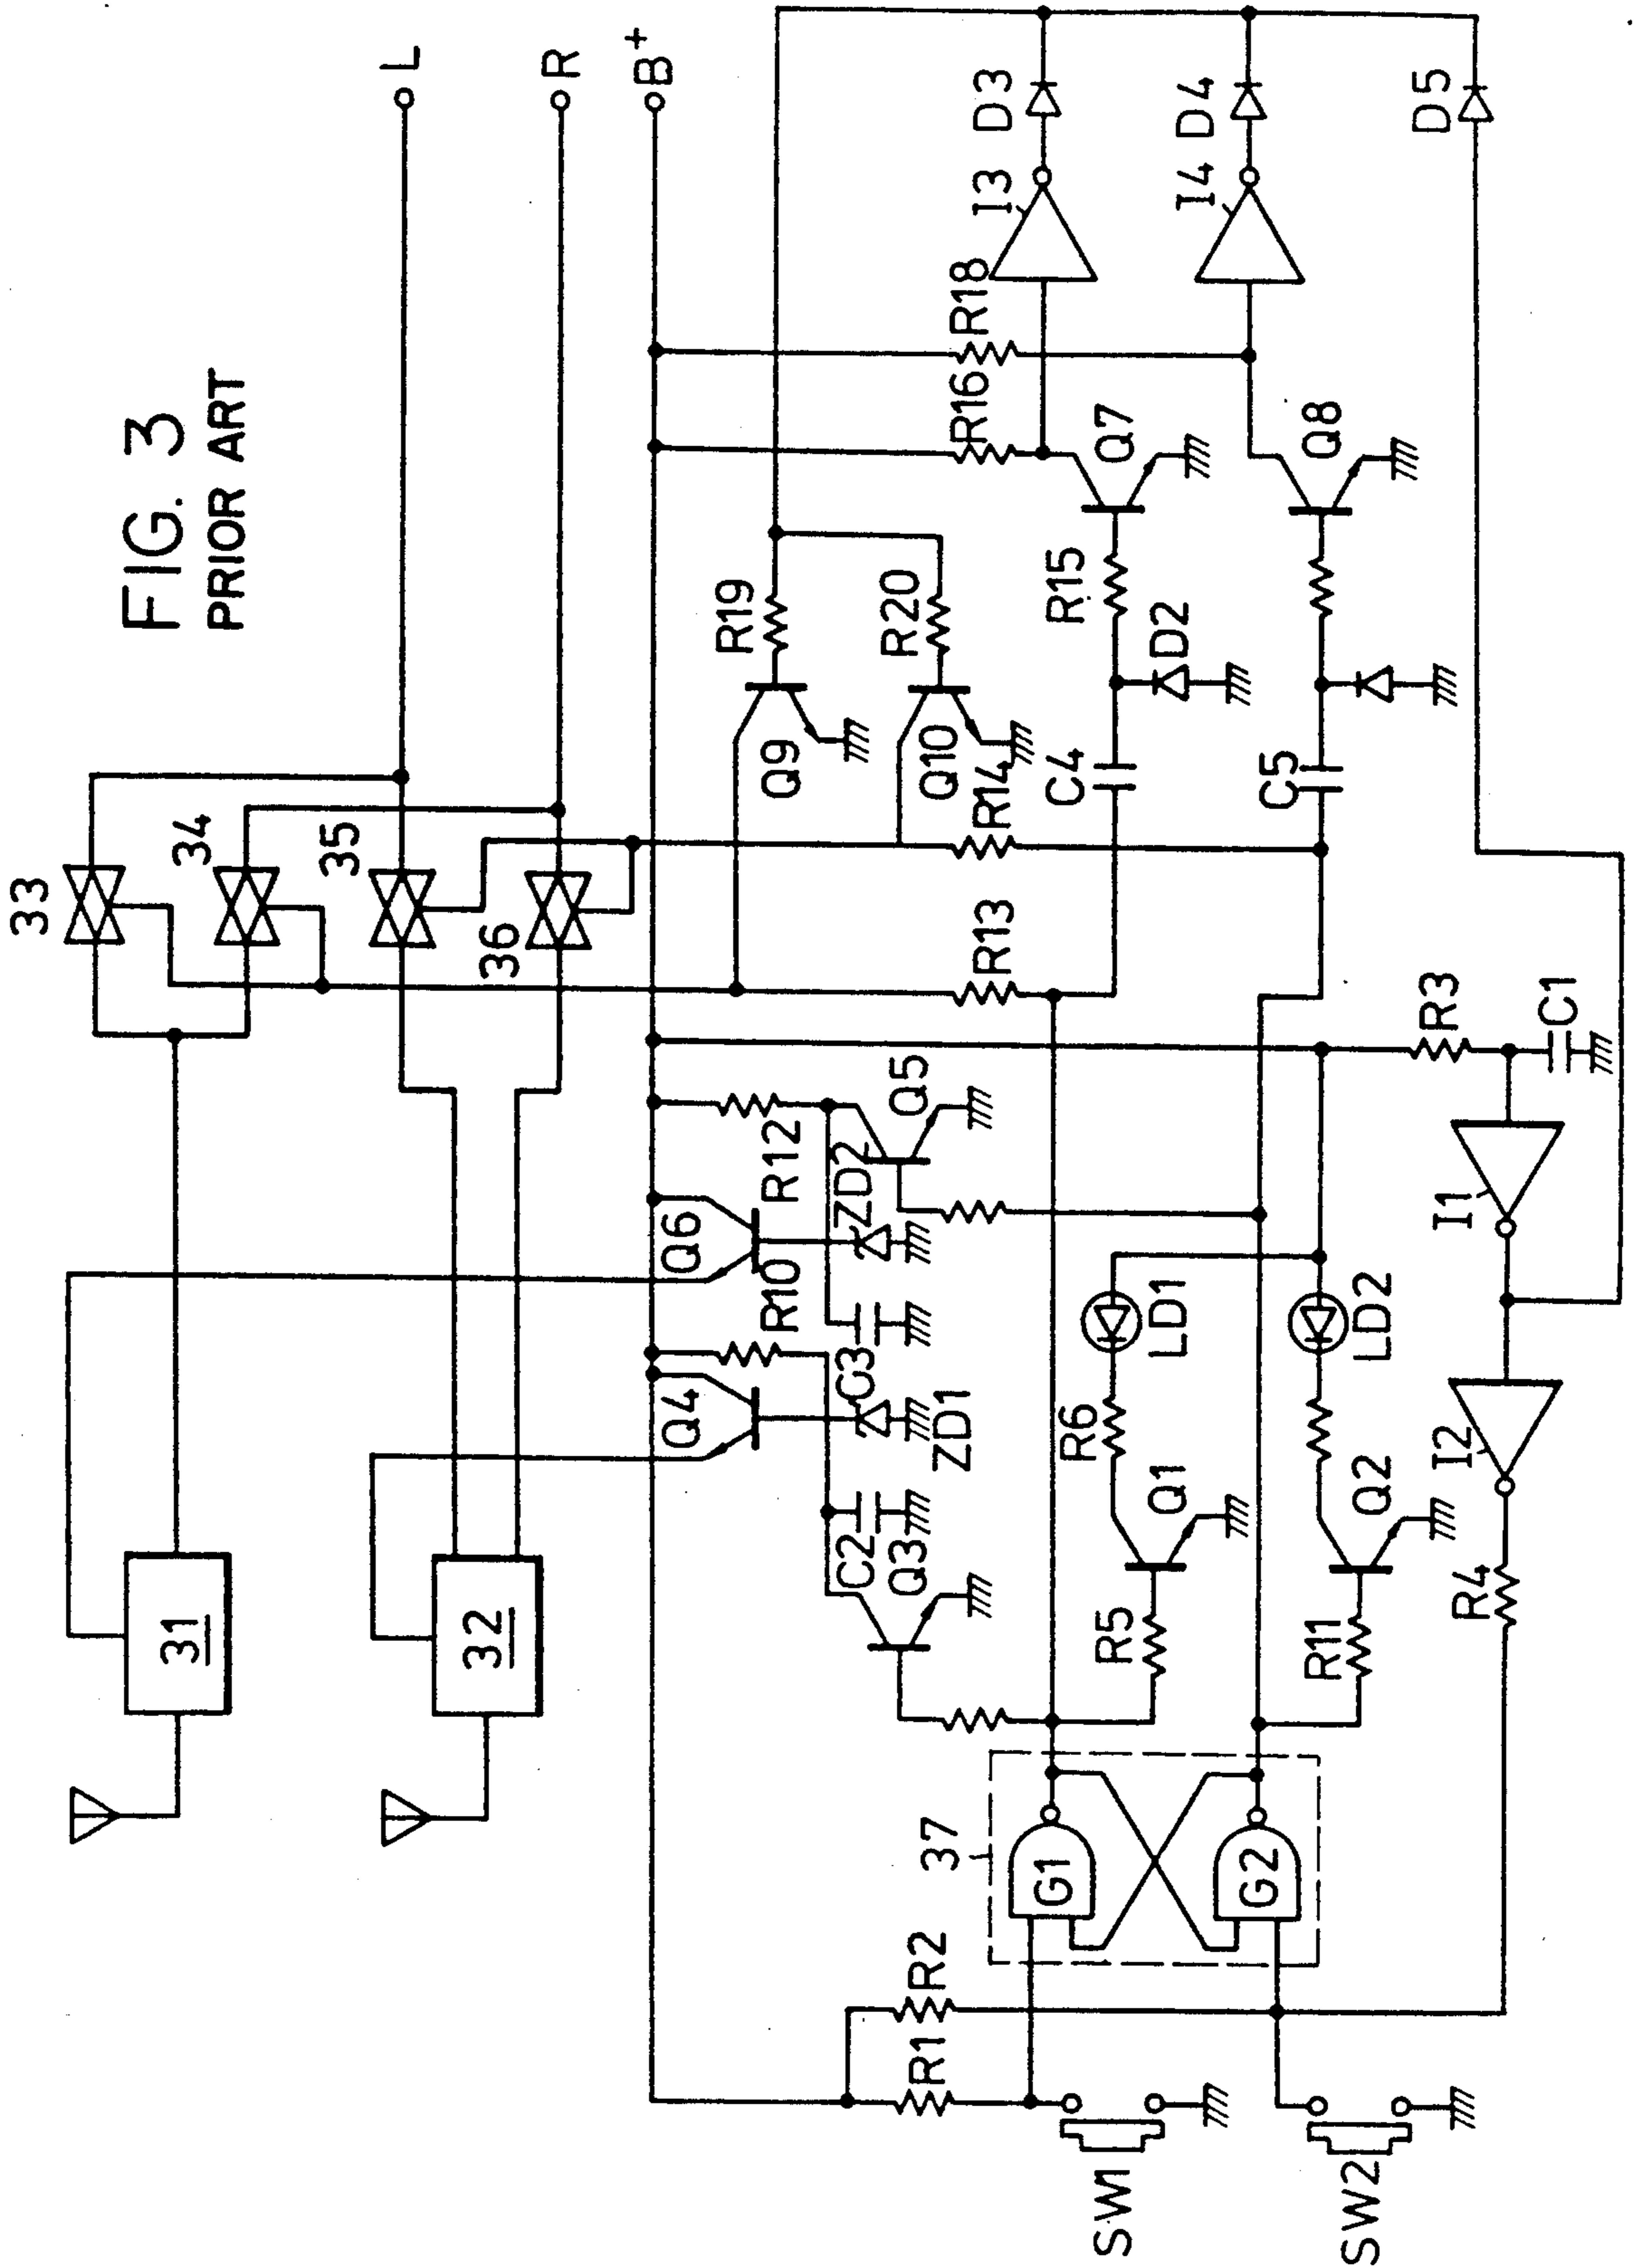 FIG. 3
PRIOR ART
33
34
35
36
L
R
B+
31
32
Q4
R10
Q6
R12
ZD2
Q5
C3
ZD1
C2
Q3
R19
Q9
R20
Q10
R14
R13
R16
R18
I3
D3
I4
D4
D5
Q7
Q8
R15
D2
C4
C5
R3
C1
I1
I2
R4
LD1
R6
Q1
LD2
Q2
R5
R11
37
G1
G2
R2
R1
SW1
SW2